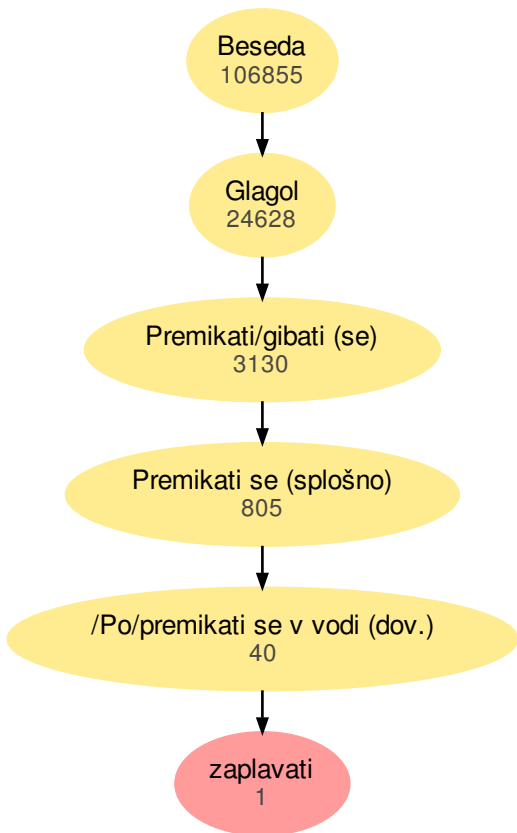 Beseda
106855
Glagol
24628
Premikati/gibati (se)
3130
Premikati se (splošno)
805
/Po/premikati se v vodi (dov.)
40
zaplavati
1